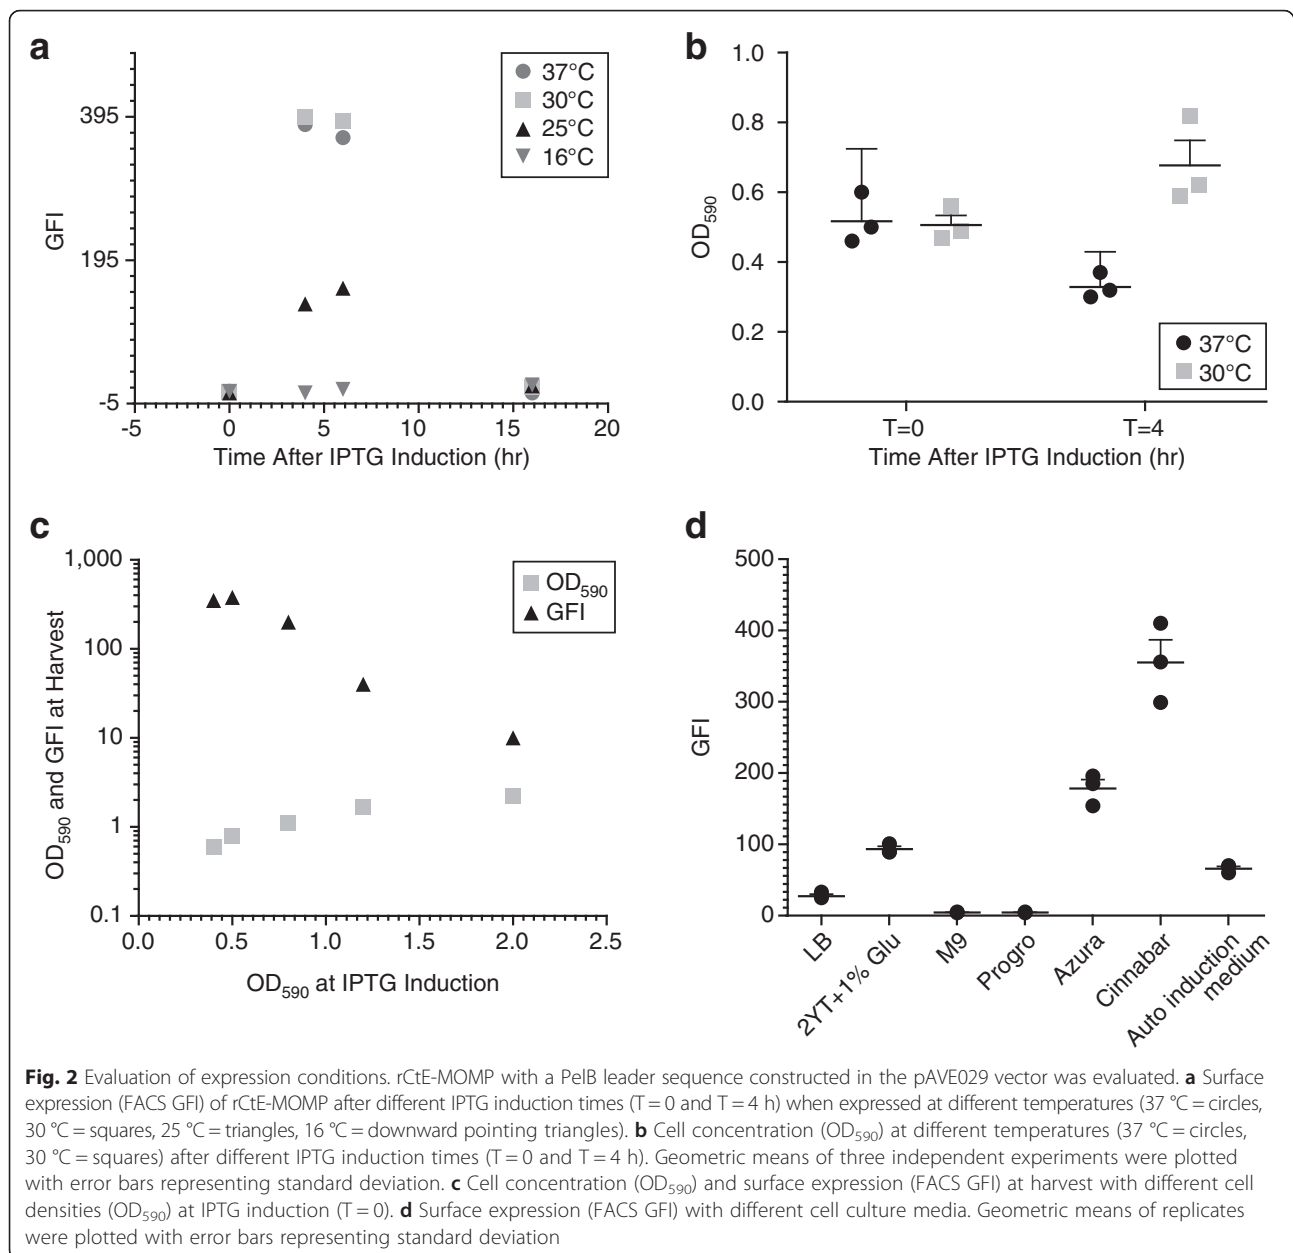 a
GFI
395
195
-5
-5 0 5 10 15 20
Time After IPTG Induction (hr)
37°C
30°C
25°C
16°C
b
OD590
1.0
0.8
0.6
0.4
0.2
0.0
T=0 T=4
Time After IPTG Induction (hr)
37°C
30°C
c
OD590 and GFI at Harvest
1,000
100
10
1
0.1
0.0 0.5 1.0 1.5 2.0 2.5
OD590 at IPTG Induction
OD590
GFI
d
GFI
500
400
300
200
100
0
LB
2YT+1% Glu
M9
Progro
Azura
Cinnabar
Auto induction
medium
Fig. 2 Evaluation of expression conditions. rCtE-MOMP with a PelB leader sequence constructed in the pAVE029 vector was evaluated. a Surface
expression (FACS GFI) of rCtE-MOMP after different IPTG induction times (T = 0 and T = 4 h) when expressed at different temperatures (37 °C = circles,
30 °C = squares, 25 °C = triangles, 16 °C = downward pointing triangles). b Cell concentration (OD590) at different temperatures (37 °C = circles,
30 °C = squares) after different IPTG induction times (T = 0 and T = 4 h). Geometric means of three independent experiments were plotted
with error bars representing standard deviation. c Cell concentration (OD590) and surface expression (FACS GFI) at harvest with different cell
densities (OD590) at IPTG induction (T = 0). d Surface expression (FACS GFI) with different cell culture media. Geometric means of replicates
were plotted with error bars representing standard deviation